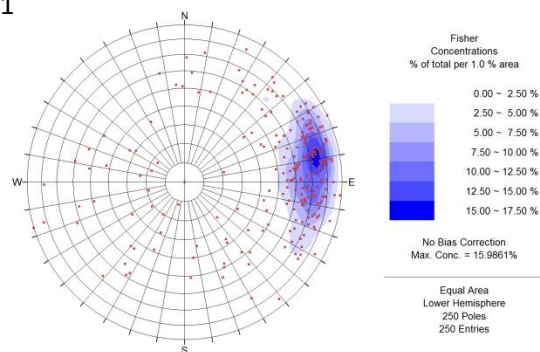 1
N
W
E
S
Fisher
Concentrations
% of total per 1.0 % area
0.00 ~ 2.50 %
2.50 ~ 5.00 %
5.00 ~ 7.50 %
7.50 ~ 10.00 %
10.00 ~ 12.50 %
12.50 ~ 15.00 %
15.00 ~ 17.50 %
No Bias Correction
Max. Conc. = 15.9861%
Equal Area
Lower Hemisphere
250 Poles
250 Entries